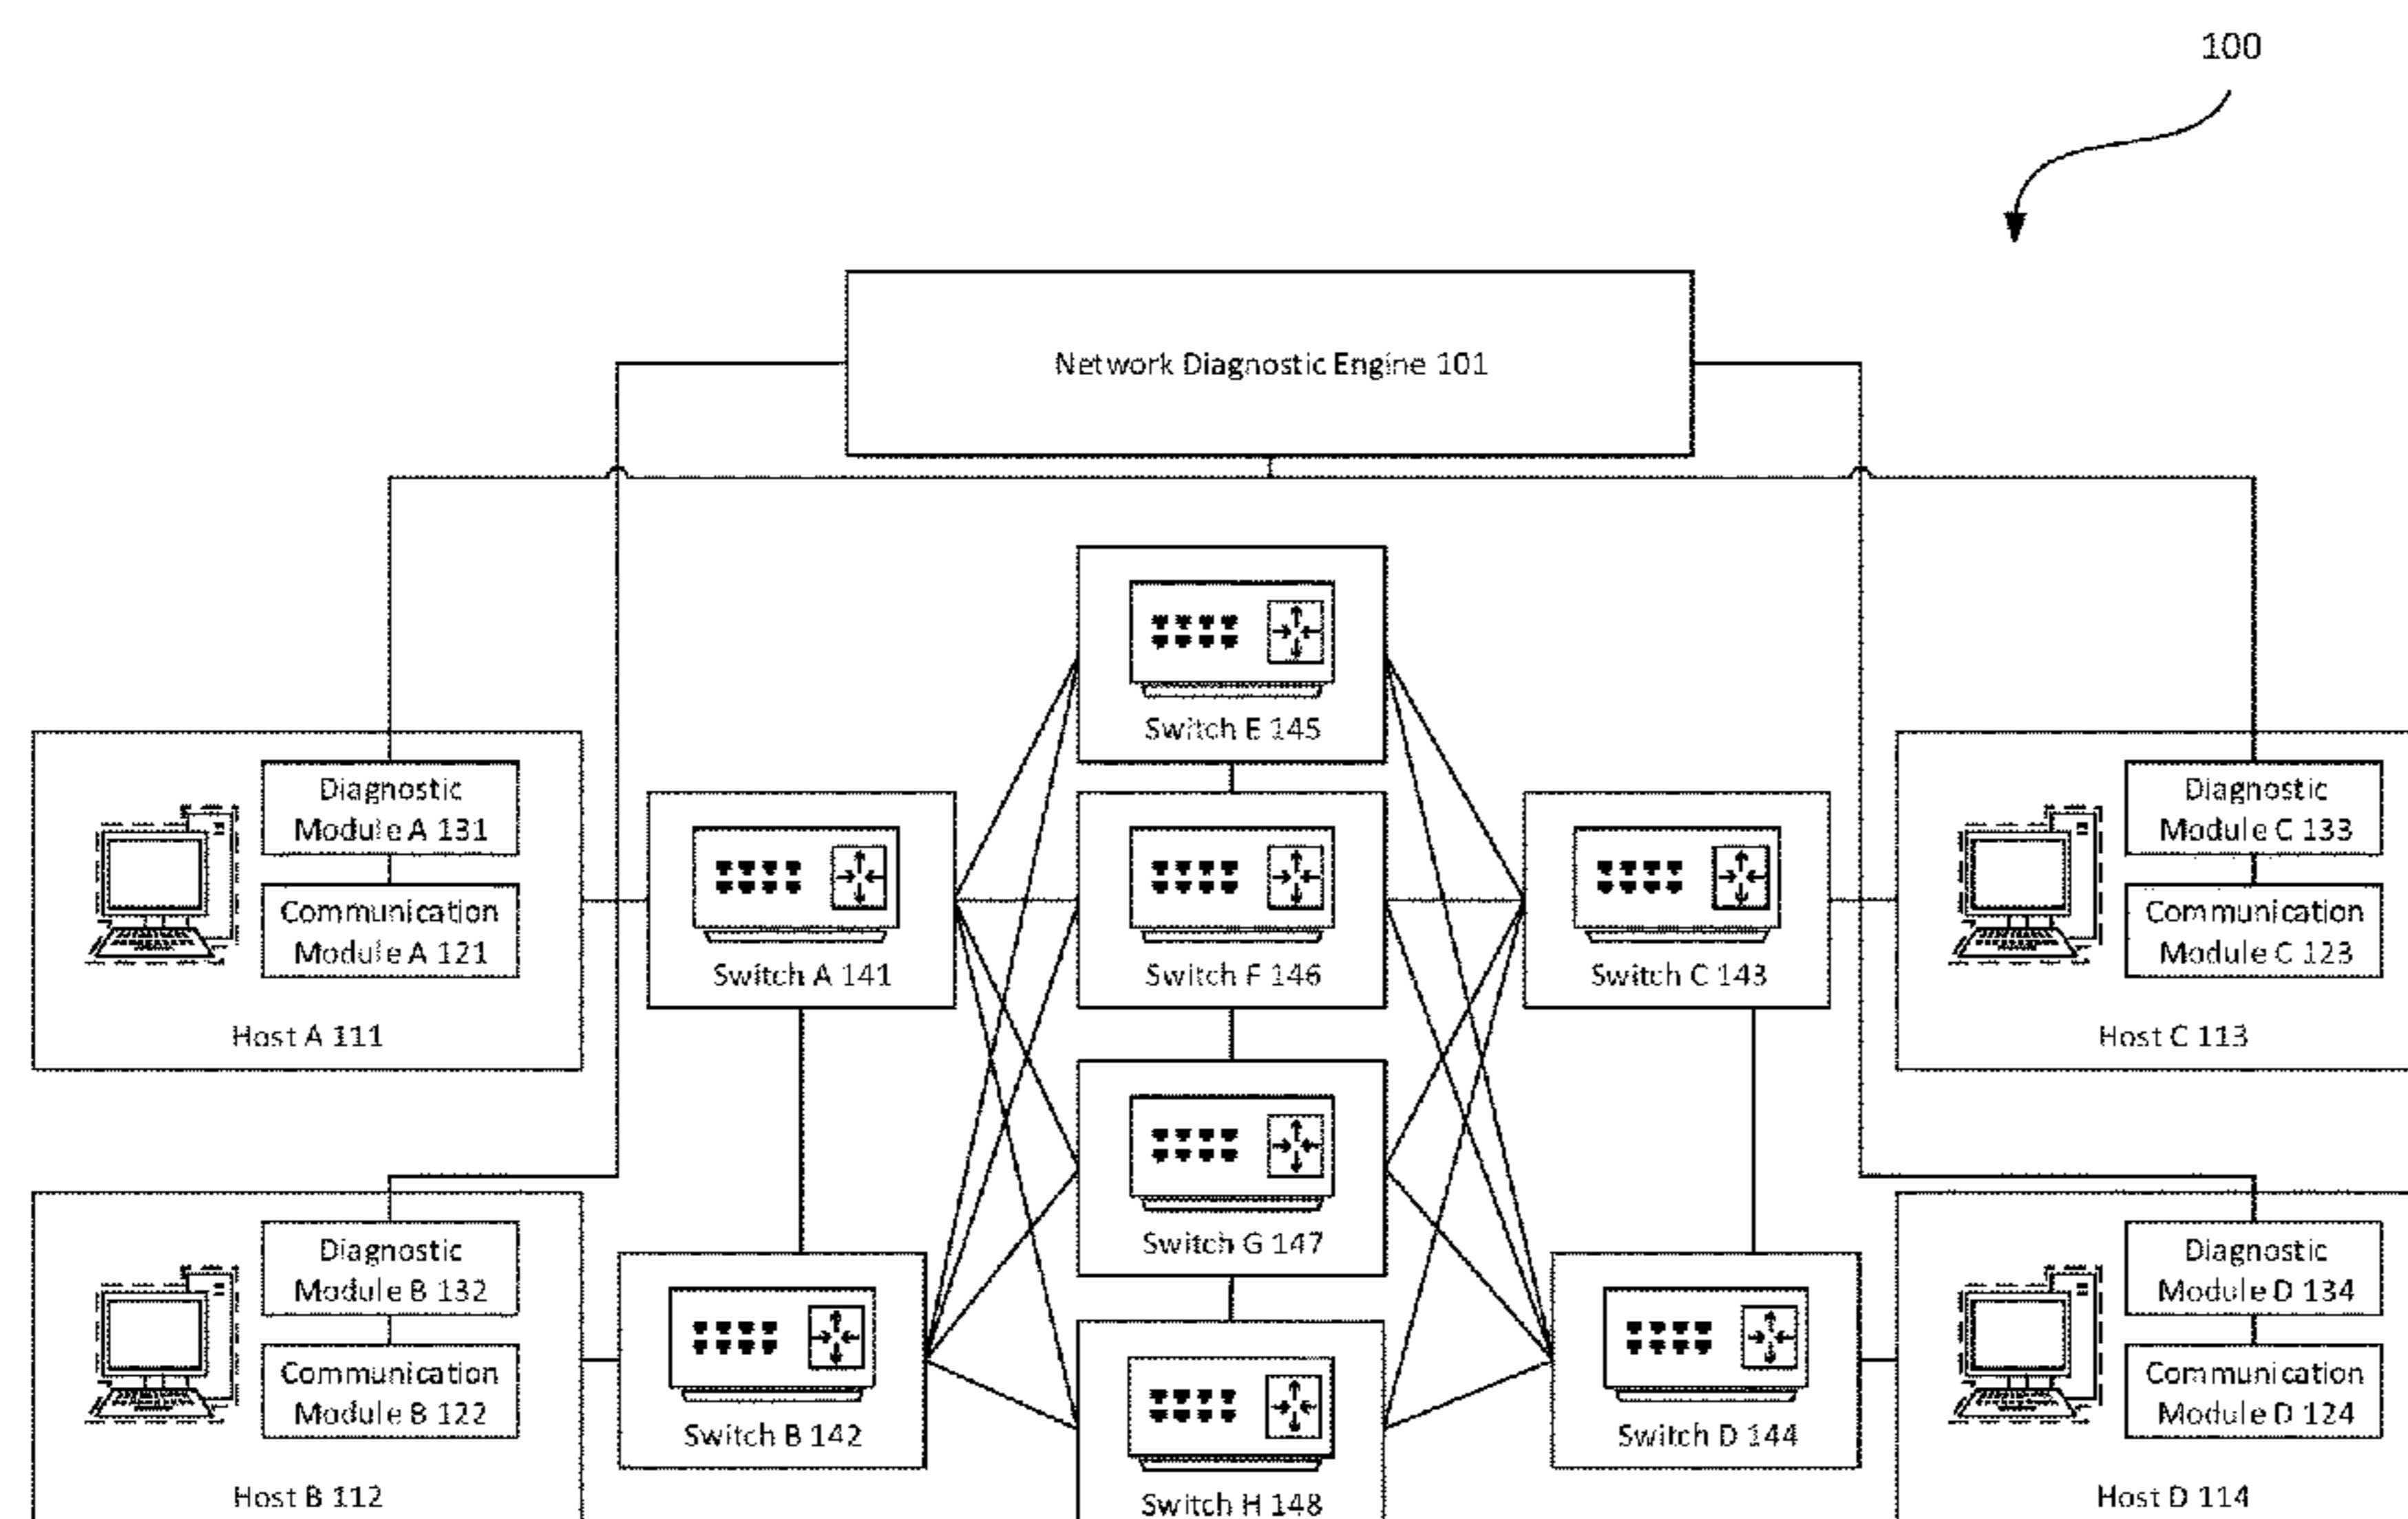 100
Network Diagnostic Engine 101
Switch E 145
Diagnostic
Module A 131
Communication
Module A 121
Host A 111
Switch A 141
Switch F 146
Switch C 143
Diagnostic
Module C 133
Communication
Module C 123
Host C 113
Switch G 147
Diagnostic
Module B 132
Communication
Module B 122
Host B 112
Switch B 142
Switch H 148
Switch D 144
Diagnostic
Module D 134
Communication
Module D 124
Host D 114